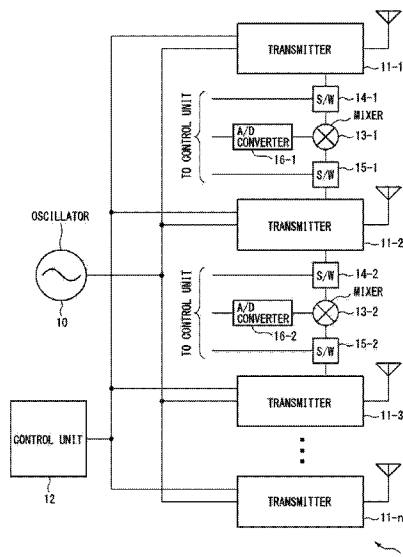 TRANSMITTER
11-1
S/W
14-1
MIXER
TO CONTROL UNIT
A/D
CONVERTER
16-1
13-1
S/W
15-1
TRANSMITTER
11-2
OSCILLATOR
10
S/W
14-2
MIXER
TO CONTROL UNIT
A/D
CONVERTER
16-2
13-2
S/W
15-2
TRANSMITTER
11-3
CONTROL UNIT
12
TRANSMITTER
11-n